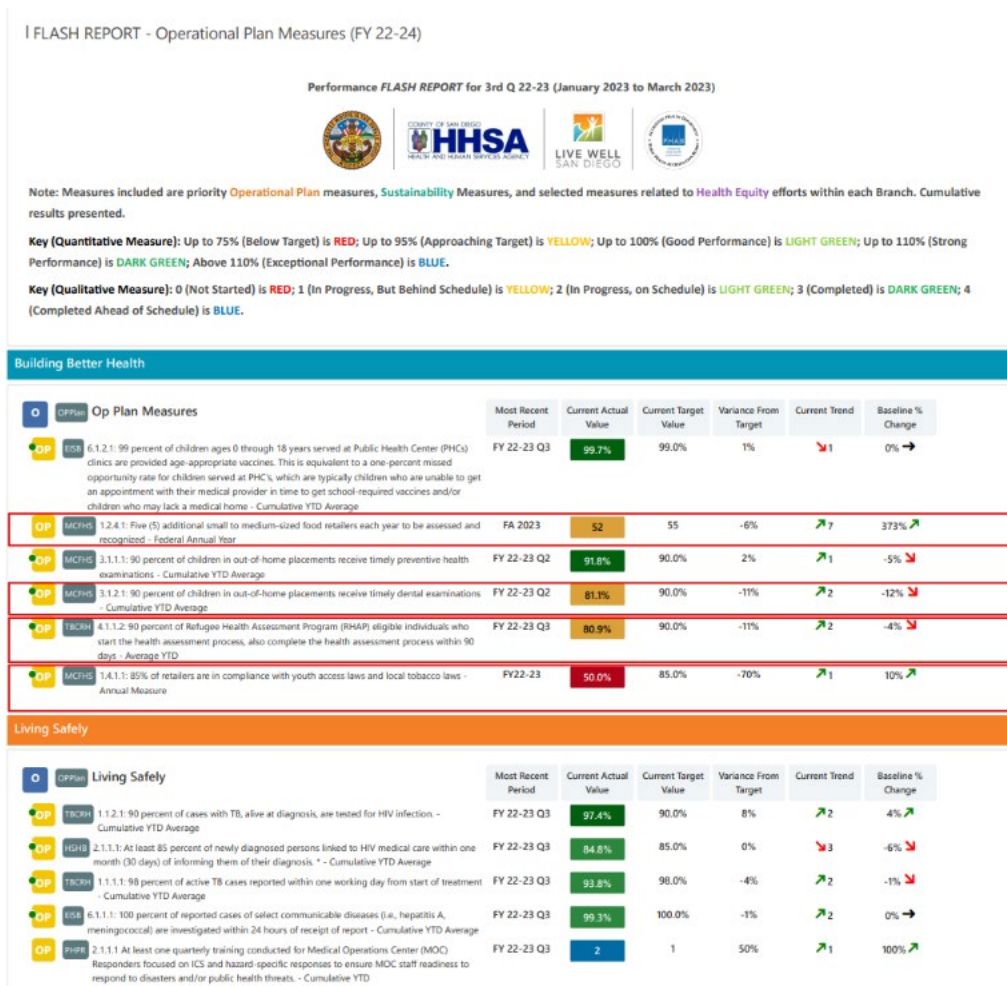 FLASH REPORT - Operational Plan Measures (FY 22-24)
Performance FLASH REPORT for 3rd Q 22-23 (January 2023 to March 2023)
COUNTY OF SAN DIEGO
HHSA
HEALTH AND HUMAN SERVICES AGENCY
LIVE WELL
SAN DIEGO
PHAB
Note: Measures included are priority Operational Plan measures, Sustainability Measures, and selected measures related to Health Equity efforts within each Branch. Cumulative
results presented.
Key (Quantitative Measure): Up to 75% (Below Target) is RED; Up to 95% (Approaching Target) is YELLOW; Up to 100% (Good Performance) is LIGHT GREEN; Up to 110% (Strong
Performance) is DARK GREEN; Above 110% (Exceptional Performance) is BLUE.
Key (Qualitative Measure): 0 (Not Started) is RED; 1 (In Progress, But Behind Schedule) is YELLOW; 2 (In Progress, on Schedule) is LIGHT GREEN; 3 (Completed) is DARK GREEN; 4
(Completed Ahead of Schedule) is BLUE.
Building Better Health
O OPPlan Op Plan Measures Most Recent Period Current Actual Value Current Target Value Variance From Target Current Trend Baseline % Change
OP EISB 6.1.2.1: 99 percent of children ages 0 through 18 years served at Public Health Center (PHCs) FY 22-23 Q3 99.7% 99.0% 1% 1 0%
clinics are provided age-appropriate vaccines. This is equivalent to a one-percent missed
opportunity rate for children served at PHC's, which are typically children who are unable to get
an appointment with their medical provider in time to get school-required vaccines and/or
children who may lack a medical home - Cumulative YTD Average
OP MCFHS 1.2.4.1: Five (5) additional small to medium-sized food retailers each year to be assessed and FA 2023 52 55 -6% 7 373%
recognized - Federal Annual Year
OP MCFHS 3.1.1.1: 90 percent of children in out-of-home placements receive timely preventive health FY 22-23 Q2 91.8% 90.0% 2% 1 -5%
examinations - Cumulative YTD Average
OP MCFHS 3.1.2.1: 90 percent of children in out-of-home placements receive timely dental examinations FY 22-23 Q2 81.1% 90.0% -11% 2 -12%
- Cumulative YTD Average
OP TBCRH 4.1.1.2: 90 percent of Refugee Health Assessment Program (RHAP) eligible individuals who FY 22-23 Q3 80.9% 90.0% -11% 2 -4%
start the health assessment process, also complete the health assessment process within 90
days - Average YTD
OP MCFHS 1.4.1.1: 85% of retailers are in compliance with youth access laws and local tobacco laws - FY22-23 50.0% 85.0% -70% 1 10%
Annual Measure
Living Safely
O OPPlan Living Safely Most Recent Period Current Actual Value Current Target Value Variance From Target Current Trend Baseline % Change
OP TBCRH 1.1.2.1: 90 percent of cases with TB, alive at diagnosis, are tested for HIV infection. - FY 22-23 Q3 97.4% 90.0% 8% 2 4%
Cumulative YTD Average
OP HSHB 2.1.1.1: At least 85 percent of newly diagnosed persons linked to HIV medical care within one FY 22-23 Q3 84.8% 85.0% 0% 3 -6%
month (30 days) of informing them of their diagnosis. * - Cumulative YTD Average
OP TBCRH 1.1.1.1: 98 percent of active TB cases reported within one working day from start of treatment FY 22-23 Q3 93.8% 98.0% -4% 2 -1%
- Cumulative YTD Average
OP EISB 6.1.1.1: 100 percent of reported cases of select communicable diseases (i.e., hepatitis A, FY 22-23 Q3 99.3% 100.0% -1% 2 0%
meningococcal) are investigated within 24 hours of receipt of report - Cumulative YTD Average
OP PHPR 2.1.1.1 At least one quarterly training conducted for Medical Operations Center (MOC) FY 22-23 Q3 2 1 50% 1 100%
Responders focused on ICS and hazard-specific responses to ensure MOC staff readiness to
respond to disasters and/or public health threats. - Cumulative YTD